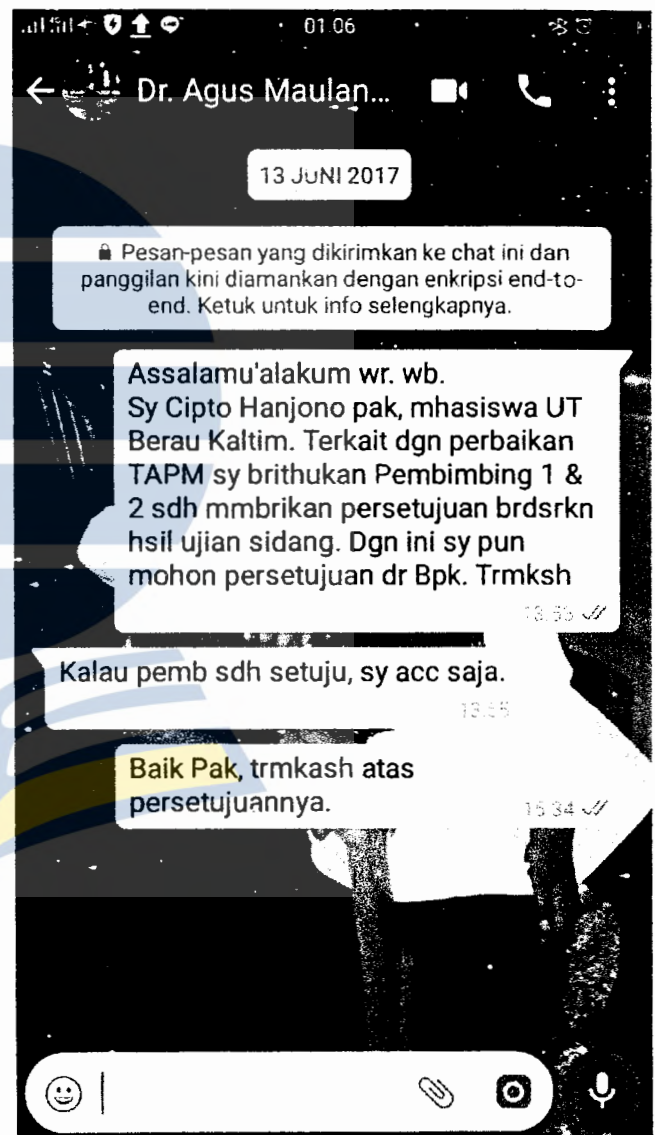 01.06
Dr. Agus Maulan...
13 JUNI 2017
Pesan-pesan yang dikirimkan ke chat ini dan
panggilan kini diamankan dengan enkripsi end-to-
end. Ketuk untuk info selengkapnya.
Assalamu'alakum wr. wb.
Sy Cipto Hanjono pak, mhasiswa UT
Berau Kaltim. Terkait dgn perbaikan
TAPM sy brithukan Pembimbing 1 &
2 sdh mmbrikan persetujuan brdsrkn
hsil ujian sidang. Dgn ini sy pun
mohon persetujuan dr Bpk. Trmksh
Kalau pemb sdh setuju, sy acc saja.
Baik Pak, trmkash atas
persetujuannya.
15.34